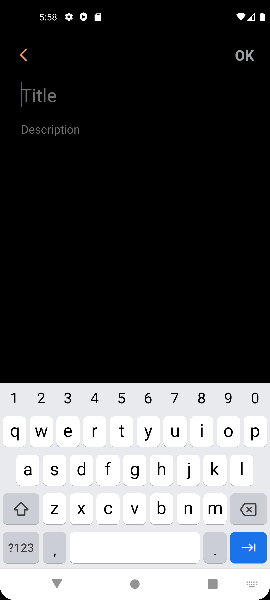 5:58
OK
Title
Description
1 2 3 4 5 6 7 8 9 0
q w e r t y u i o p
a s d f g h j k l
z x c v b n m
?123 , .